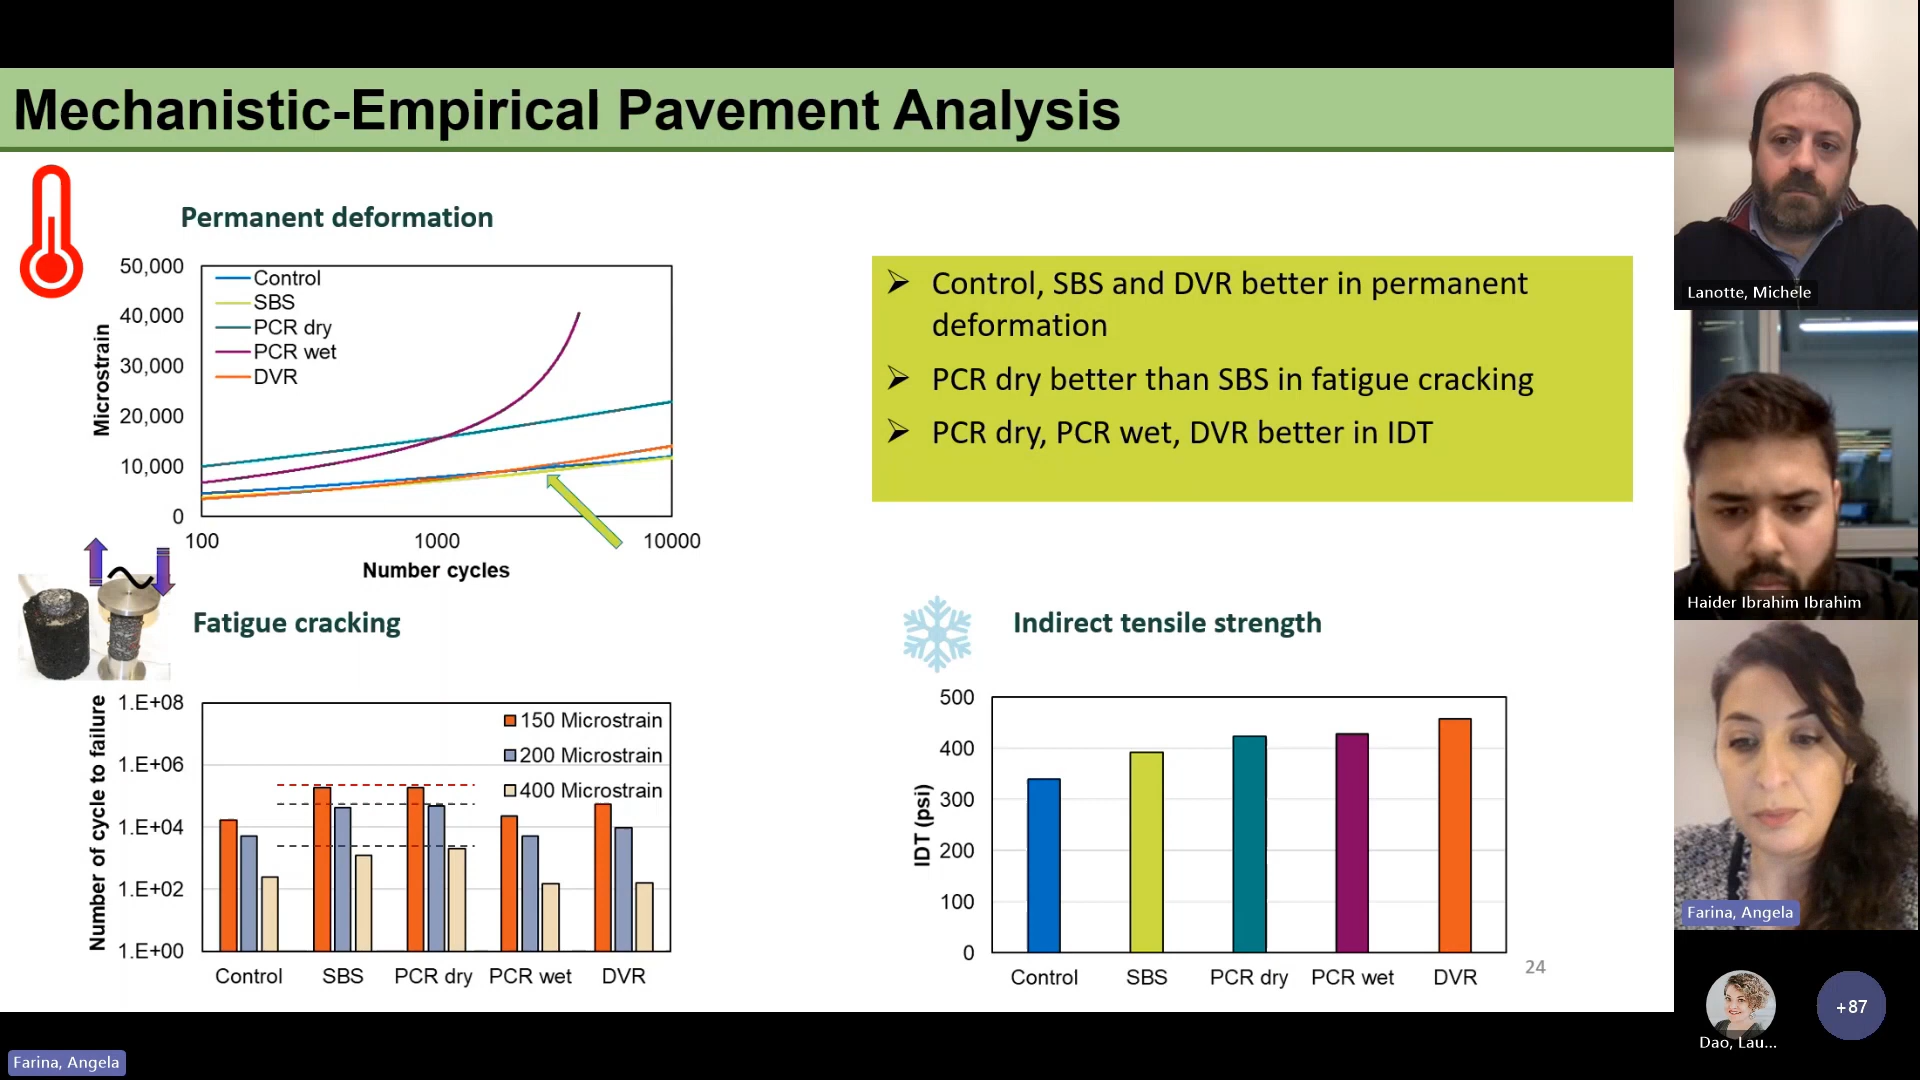 Mechanistic-Empirical Pavement Analysis
Permanent deformation
50,000
40,000
30,000
20,000
10,000
0
Microstrain
Control
SBS
PCR dry
PCR wet
DVR
100
1000
10000
Number cycles
Control, SBS and DVR better in permanent
deformation
PCR dry better than SBS in fatigue cracking
PCR dry, PCR wet, DVR better in IDT
Fatigue cracking
1.E+08
1.E+06
1.E+04
1.E+02
1.E+00
Number of cycle to failure
150 Microstrain
200 Microstrain
400 Microstrain
Control
SBS
PCR dry
PCR wet
DVR
Indirect tensile strength
500
400
300
200
100
0
IDT (psi)
Control
SBS
PCR dry
PCR wet
DVR
24
Lanotte, Michele
Haider Ibrahim Ibrahim
Farina, Angela
Dao, Lau...
+87
Farina, Angela